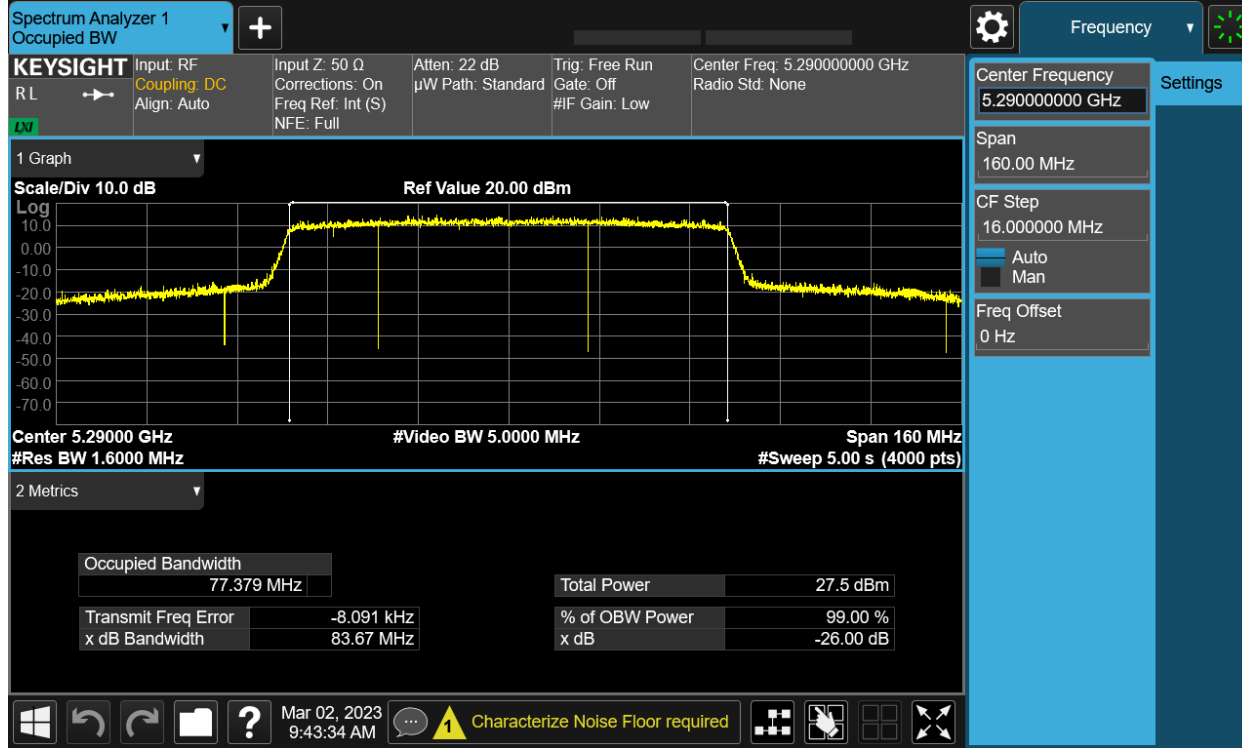 Spectrum Analyzer 1
Occupied BW
Frequency
KEYSIGHT
R L
LXI
Input: RF
Coupling: DC
Align: Auto
Input Z: 50 Ω
Corrections: On
Freq Ref: Int (S)
NFE: Full
Atten: 22 dB
µW Path: Standard
Trig: Free Run
Gate: Off
#IF Gain: Low
Center Freq: 5.290000000 GHz
Radio Std: None
Center Frequency
5.290000000 GHz
Settings
Span
160.00 MHz
CF Step
16.000000 MHz
Auto
Man
Freq Offset
0 Hz
1 Graph
Scale/Div 10.0 dB
Ref Value 20.00 dBm
Log
10.0
0.00
-10.0
-20.0
-30.0
-40.0
-50.0
-60.0
-70.0
Center 5.29000 GHz
#Video BW 5.0000 MHz
Span 160 MHz
#Res BW 1.6000 MHz
#Sweep 5.00 s (4000 pts)
2 Metrics
Occupied Bandwidth
77.379 MHz
Total Power 27.5 dBm
Transmit Freq Error -8.091 kHz
% of OBW Power 99.00 %
x dB Bandwidth 83.67 MHz
x dB -26.00 dB
?
Mar 02, 2023
9:43:34 AM
1
Characterize Noise Floor required